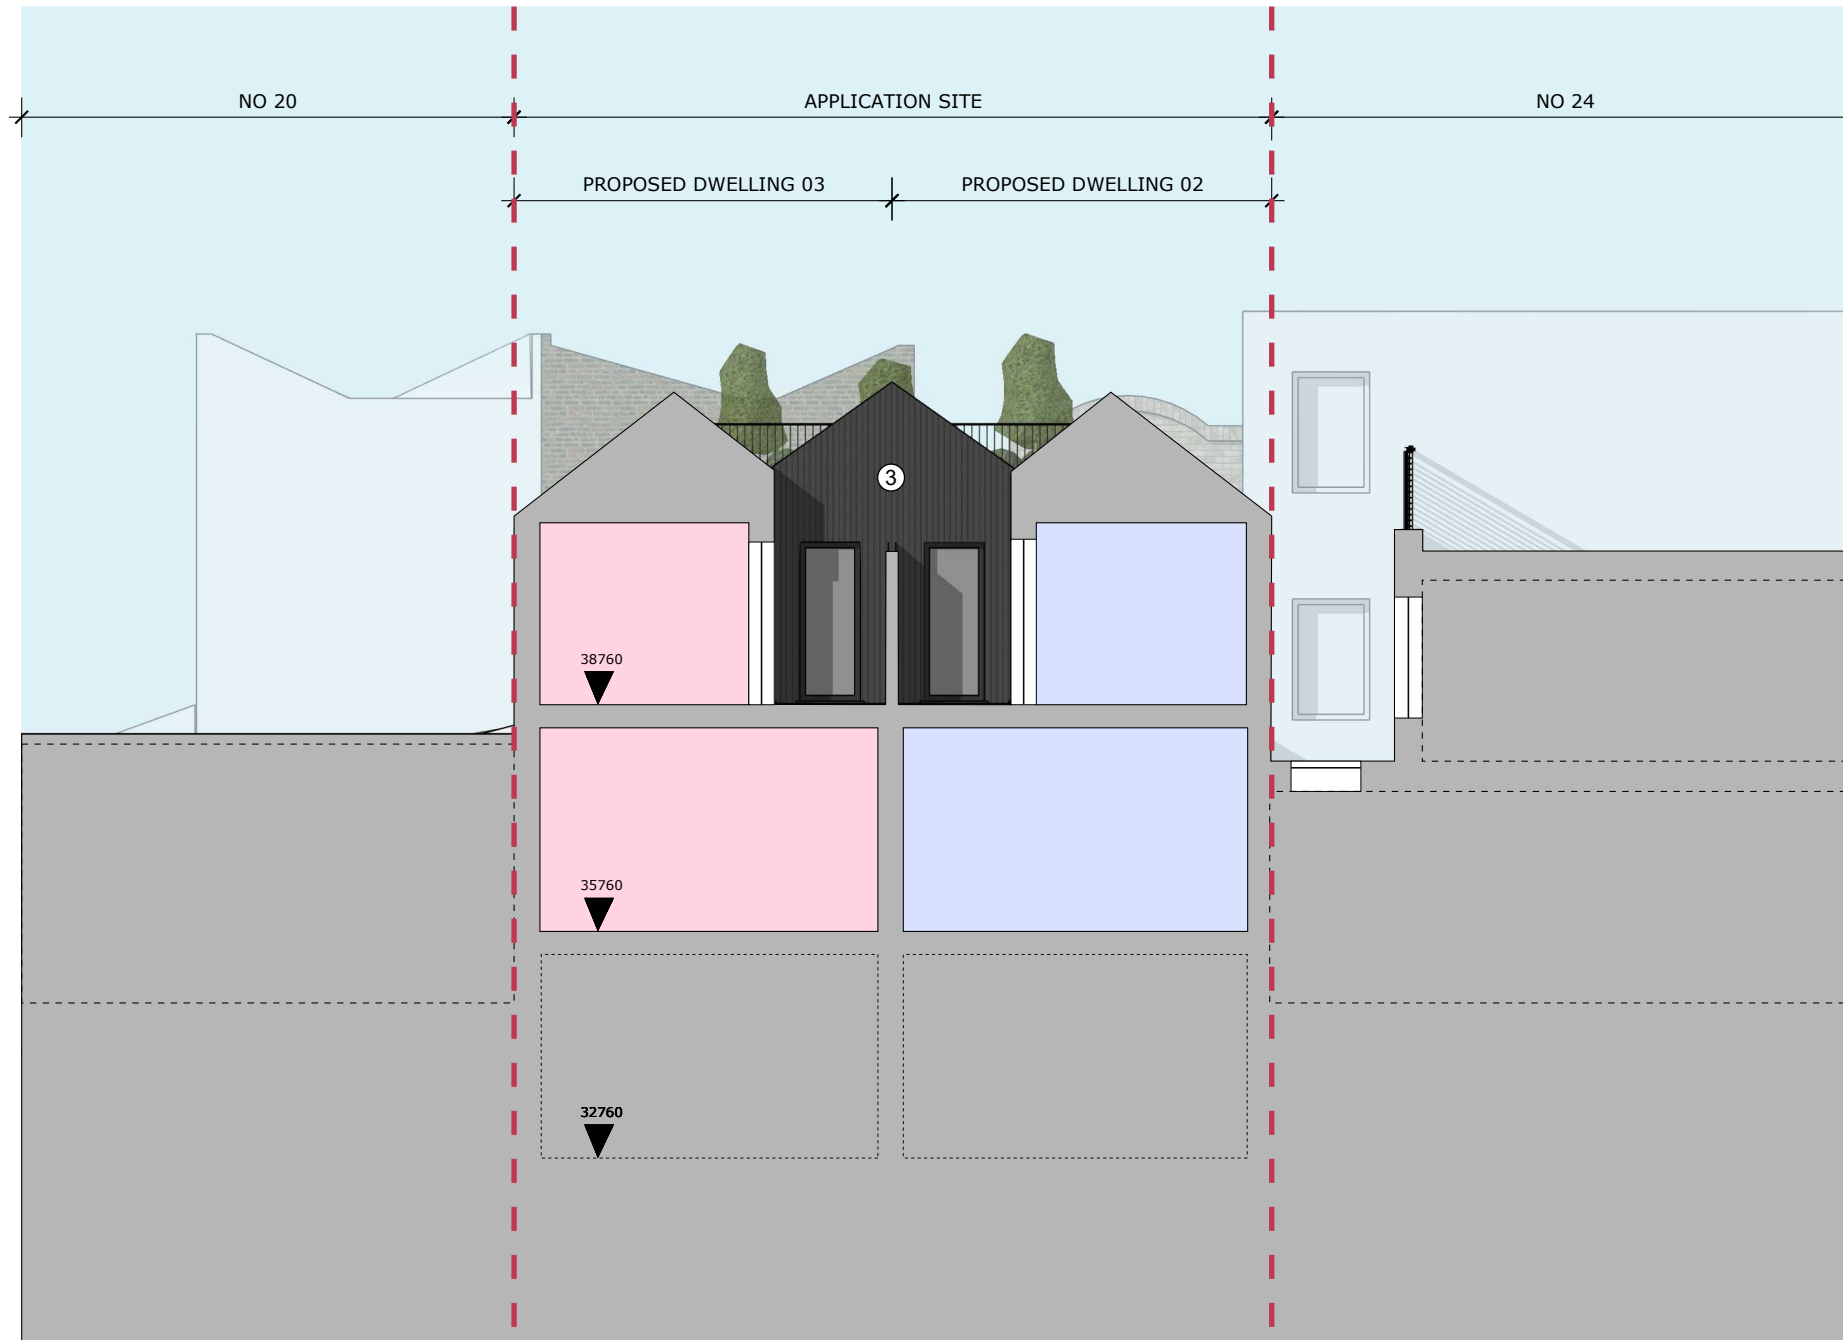 NO 20
APPLICATION SITE
NO 24
PROPOSED DWELLING 03
PROPOSED DWELLING 02
3
38760
35760
32760